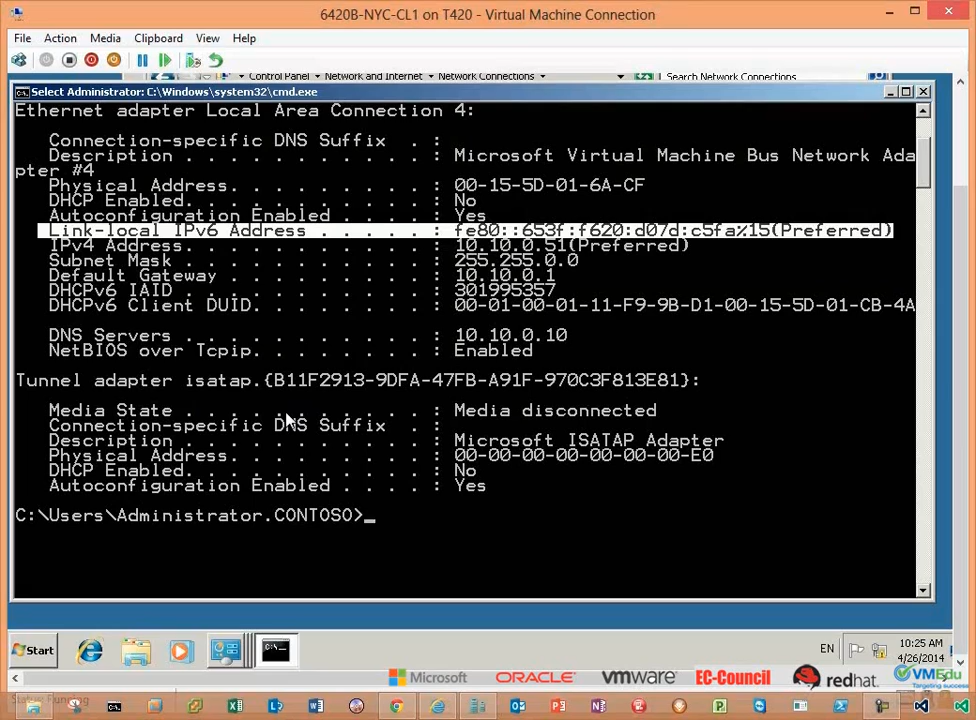 6420B-NYC-CL1 on T420 - Virtual Machine Connection
File Action Media Clipboard View Help
Control Panel Network and Internet Network Connections Search Network Connections
Select Administrator: C:\Windows\system32\cmd.exe
Ethernet adapter Local Area Connection 4:
Connection-specific DNS Suffix . :
Description . . . . . . . . . . . : Microsoft Virtual Machine Bus Network Ada
pter #4
Physical Address. . . . . . . . . : 00-15-5D-01-6A-CF
DHCP Enabled. . . . . . . . . . . : No
Autoconfiguration Enabled . . . . : Yes
Link-local IPv6 Address . . . . . : fe80::653f:f620:d07d:c5fa%15(Preferred)
IPv4 Address. . . . . . . . . . . : 10.10.0.51(Preferred)
Subnet Mask . . . . . . . . . . . : 255.255.0.0
Default Gateway . . . . . . . . . : 10.10.0.1
DHCPv6 IAID . . . . . . . . . . . : 301995357
DHCPv6 Client DUID. . . . . . . . : 00-01-00-01-11-F9-9B-D1-00-15-5D-01-CB-4A
DNS Servers . . . . . . . . . . . : 10.10.0.10
NetBIOS over Tcpip. . . . . . . . : Enabled
Tunnel adapter isatap.{B11F2913-9DFA-47FB-A91F-970C3F813E81}:
Media State . . . . . . . . . . . : Media disconnected
Connection-specific DNS Suffix . :
Description . . . . . . . . . . . : Microsoft ISATAP Adapter
Physical Address. . . . . . . . . : 00-00-00-00-00-00-00-E0
DHCP Enabled. . . . . . . . . . . : No
Autoconfiguration Enabled . . . . : Yes
C:\Users\Administrator.CONTOSO>_
Start EN 10:25 AM
4/26/2014
Microsoft ORACLE vmware EC-Council redhat. VMEdu
Targeting success
Status: Running